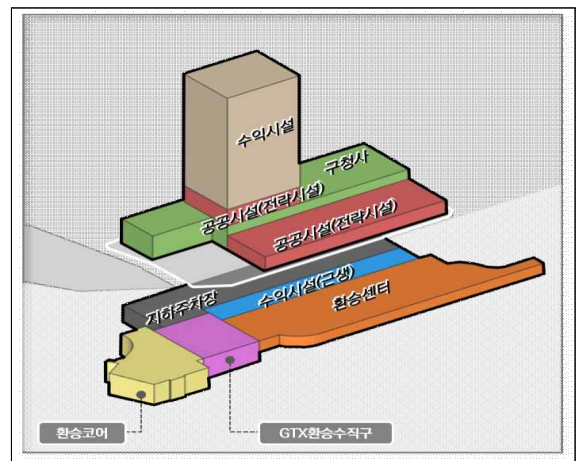 수익시설
구청사
공공시설(전략시설)
공공시설(전략시설)
지하주차장
수익시설(근생)
환승센터
환승코어
GTX환승수직구